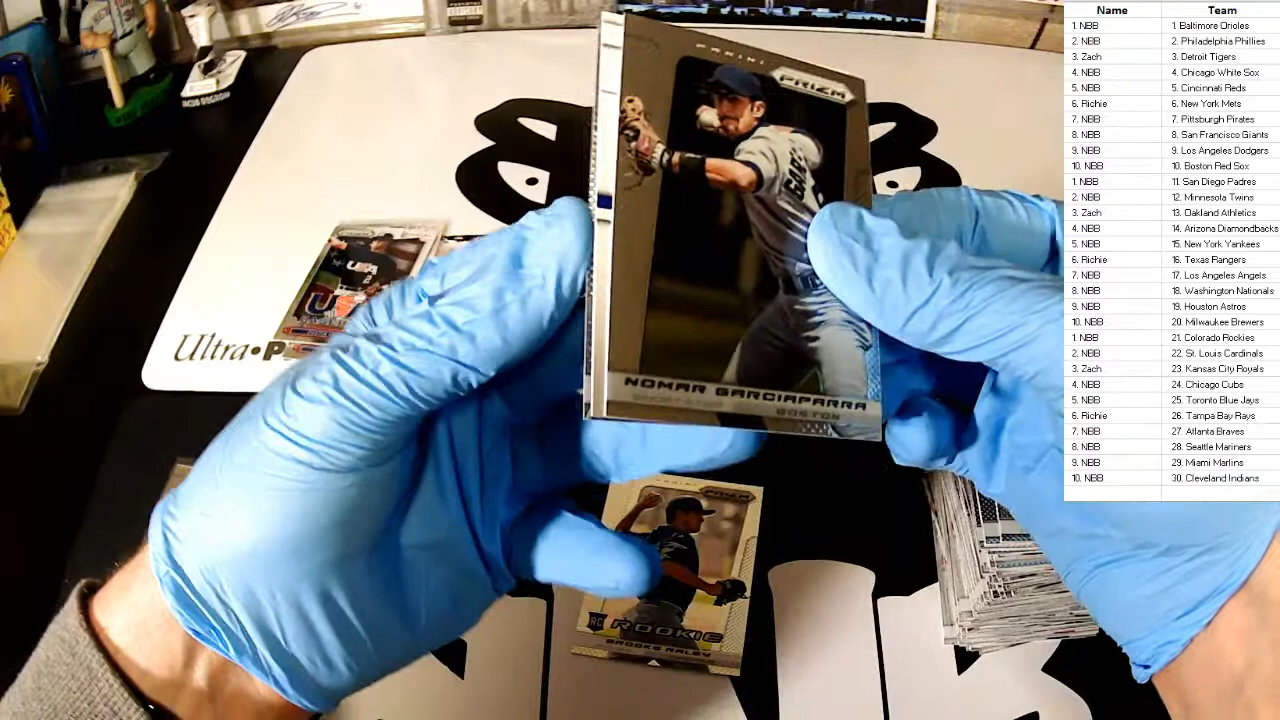 PANINI
PRIZM
GARC
NOMAR GARCIAPARRA
BOSTON
USA
2
Ultra•P
PRIZM
RC
ROOKIE
BROOKS RALEY
Name Team
1 NBB 1 Baltimore Orioles
2. NBB 2. Philadelphia Phillies
3. Zach 3. Detroit Tigers
4. NBB 4. Chicago White Sox
5. NBB 5. Cincinnati Reds
6. Richie York Mets
7. NBB 7. Pittsburgh Pirates
8. NBB 8. San Francisco Giants
9. NBB 9. Los Angeles Dodgers
10. NBB 10. Boston Red Sox
1. NBB 11. San Diego Padres
2. NBB 12. Minnesota Twins
3. Zach 13. Oakland Athletics
4. NBB 14. Arizona Diamondbacks
5. NBB 15. New York Yankees
6. Richie 16. Texas Rangers
7. NBB 17. Los Angeles Angels
8. NBB 18. Washington Nationals
9. NBB 19. Houston Astros
10. NBB 20. Milwaukee Brewers
1. NBB 21. Colorado Rockies
2. NBB 22. St. Louis Cardinals
3. Zach 23. Kansas City Royals
4. NBB 24. Chicago Cubs
5. NBB 25. Toronto Blue Jays
6. Richie 26. Tampa Bay Rays
7. NBB 27. Atlanta Braves
8. NBB 28. Seattle Mariners
9. NBB 29. Miami Marlins
10. NBB 30. Cleveland Indians